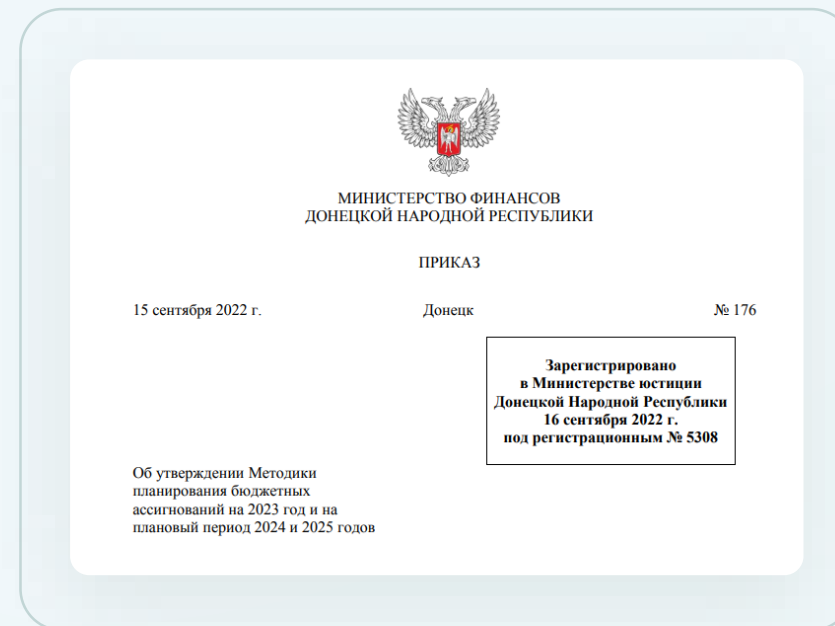 МИНИСТЕРСТВО ФИНАНСОВ
ДОНЕЦКОЙ НАРОДНОЙ РЕСПУБЛИКИ
ПРИКАЗ
15 сентября 2022 г. Донецк № 176
Зарегистрировано
в Министерстве юстиции
Донецкой Народной Республики
16 сентября 2022 г.
под регистрационным № 5308
Об утверждении Методики
планирования бюджетных
ассигнований на 2023 год и на
плановый период 2024 и 2025 годов